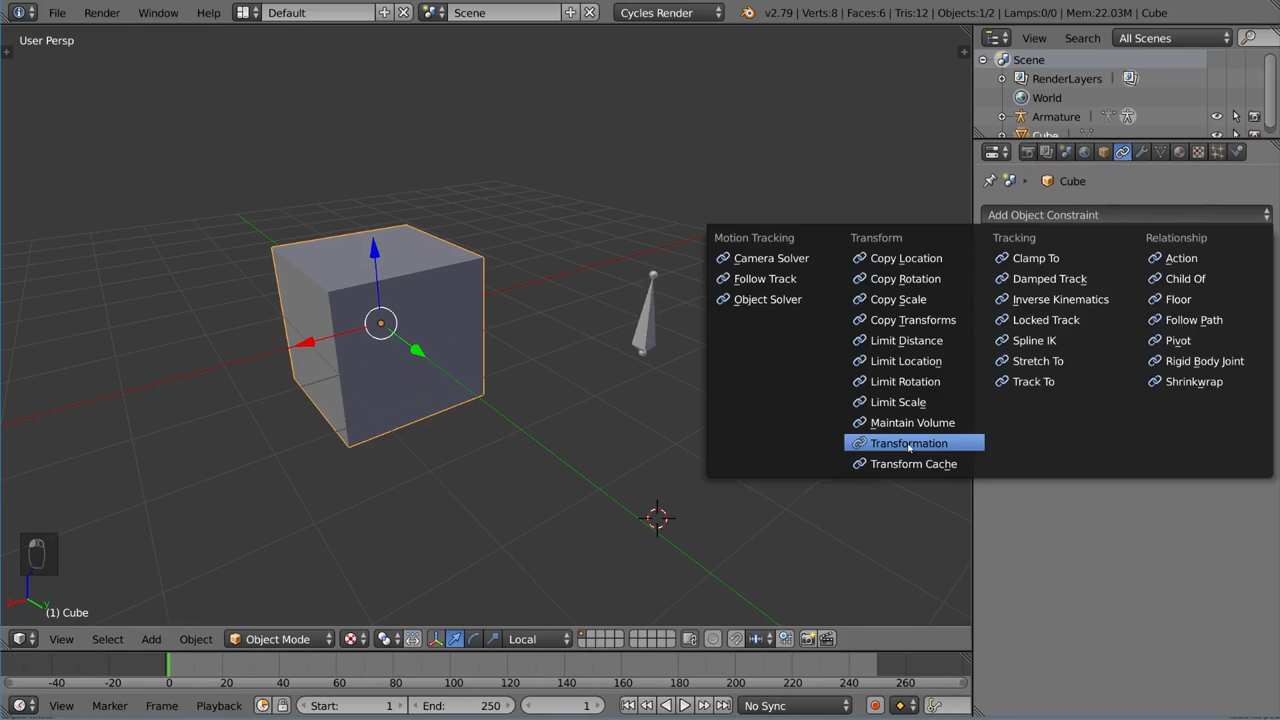 File Render Window Help Default Scene Cycles Render v2.79 | Verts:8 | Faces:6 | Tris:12 | Objects:1/2 | Lamps:0/0 | Mem:22.03M | Cube
User Persp
View Search All Scenes
Scene
RenderLayers
World
Armature
Cube
Cube
Add Object Constraint
Motion Tracking
Camera Solver
Follow Track
Object Solver
Transform
Copy Location
Copy Rotation
Copy Scale
Copy Transforms
Limit Distance
Limit Location
Limit Rotation
Limit Scale
Maintain Volume
Transformation
Transform Cache
Tracking
Clamp To
Damped Track
Inverse Kinematics
Locked Track
Spline IK
Stretch To
Track To
Relationship
Action
Child Of
Floor
Follow Path
Pivot
Rigid Body Joint
Shrinkwrap
(1) Cube
View Select Add Object Object Mode Local
-40 -20 0 20 40 60 80 100 120 140 160 180 200 220 240 260
View Marker Frame Playback Start: 1 End: 250 1 No Sync